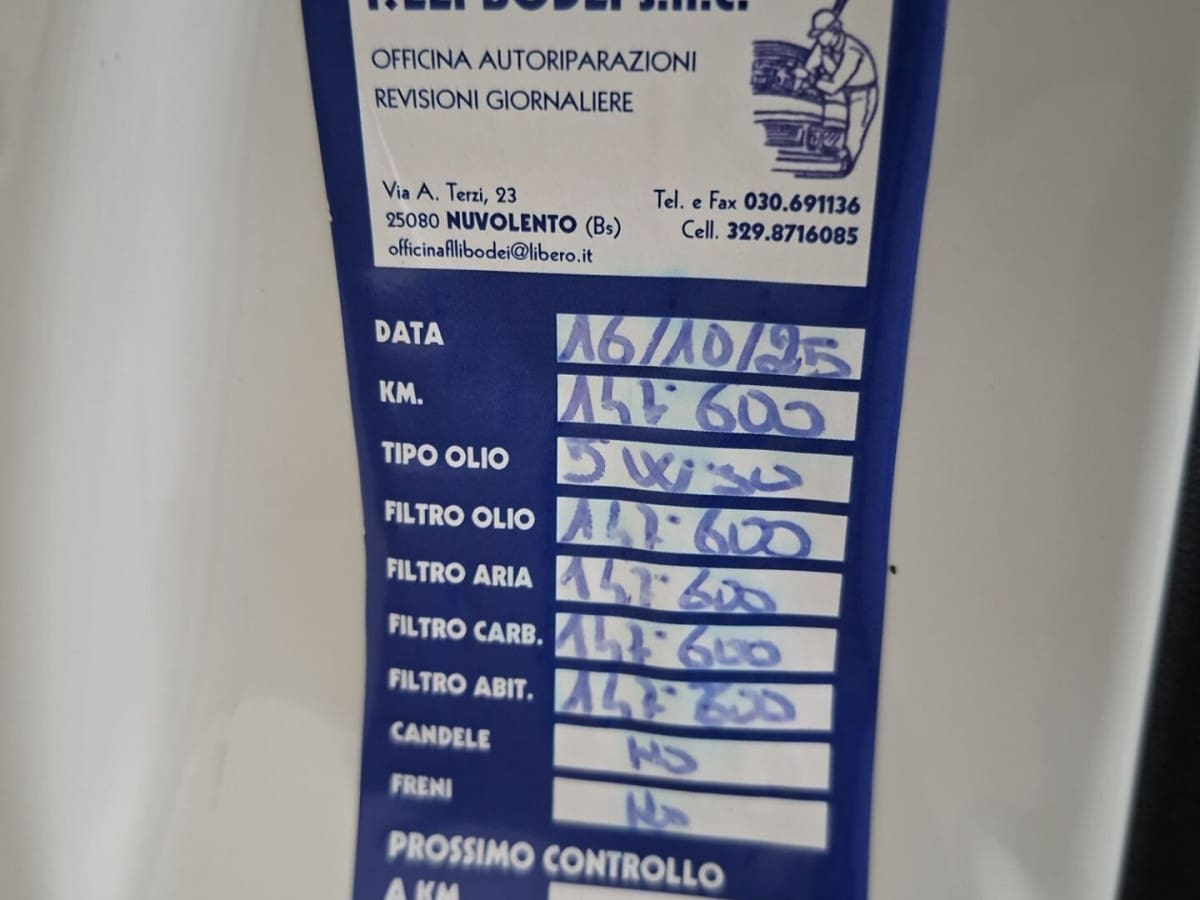 BODEI s.n.c.
OFFICINA AUTORIPARAZIONI
REVISIONI GIORNALIERE
Via A. Terzi, 23
25080 NUVOLENTO (Bs)
officinafllibodei@libero.it
Tel. e Fax 030.691136
Cell. 329.8716085
DATA 16/10/25
KM. 147.600
TIPO OLIO 5W30
FILTRO OLIO 147.600
FILTRO ARIA 147.600
FILTRO CARB. 147.600
FILTRO ABIT. 147.600
CANDELE NO
FRENI NO
PROSSIMO CONTROLLO
A KM